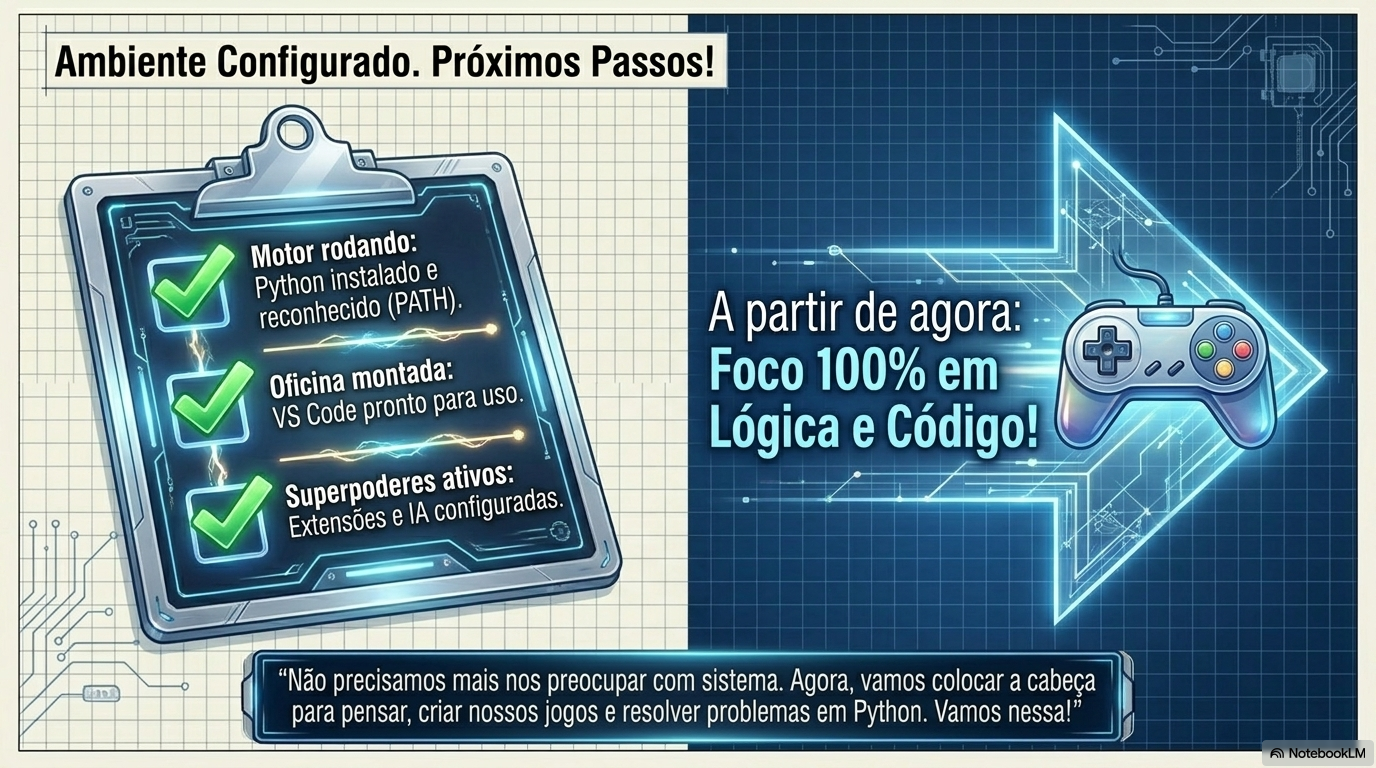 Ambiente Configurado. Próximos Passos!
Motor rodando:
Python instalado e
reconhecido (PATH).
Oficina montada:
VS Code pronto para uso.
Superpoderes ativos:
Extensões e IA configuradas.
A partir de agora:
Foco 100% em
Lógica e Código!
“Não precisamos mais nos preocupar com sistema. Agora, vamos colocar a cabeça
para pensar, criar nossos jogos e resolver problemas em Python. Vamos nessa!”
NotebookLM